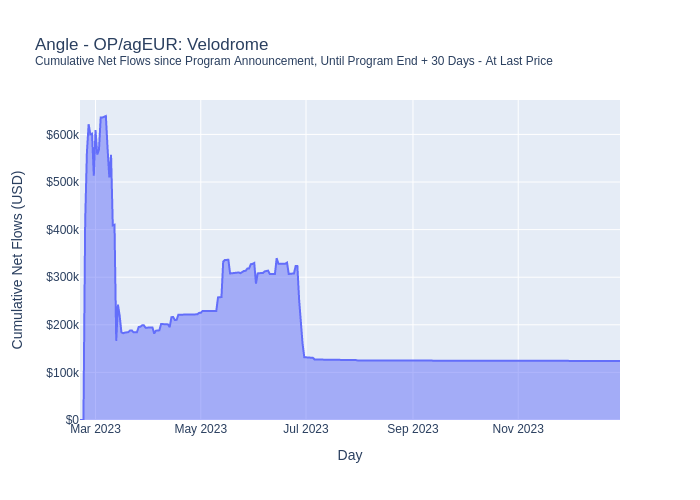 Angle - OP/agEUR: Velodrome
Cumulative Net Flows since Program Announcement, Until Program End + 30 Days - At Last Price
Cumulative Net Flows (USD)
$600k
$500k
$400k
$300k
$200k
$100k
$0
Mar 2023
May 2023
Jul 2023
Sep 2023
Nov 2023
Day